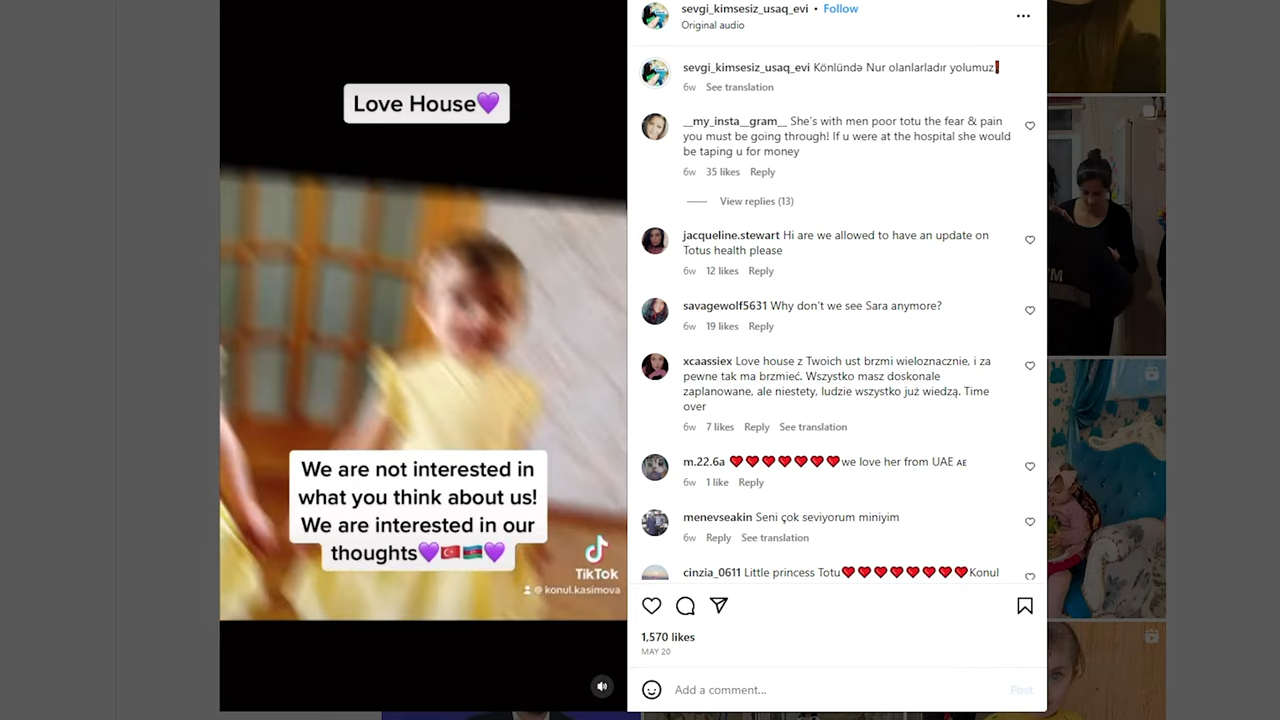 Love House💜
We are not interested in
what you think about us!
We are interested in our
thoughts💜🇹🇷🇦🇿💜
TikTok
@konul.kasimova
sevgi_kimsesiz_usaq_evi • Follow
Original audio
sevgi_kimsesiz_usaq_evi Könlündə Nur olanlarladır yolumuz❗
6w See translation
__my_insta__gram__ She's with men poor totu the fear & pain
you must be going through! If u were at the hospital she would
be taping u for money
6w 35 likes Reply
View replies (13)
jacqueline.stewart Hi are we allowed to have an update on
Totus health please
6w 12 likes Reply
savagewolf5631 Why don't we see Sara anymore?
6w 19 likes Reply
xcaassiex Love house z Twoich ust brzmi wieloznacznie, i za
pewne tak ma brzmieć. Wszystko masz doskonale
zaplanowane, ale niestety, ludzie wszystko już wiedzą. Time
over
6w 7 likes Reply See translation
m.22.6a ❤❤❤❤❤❤❤we love her from UAE AE
6w 1 like Reply
menevseakin Seni çok seviyorum miniyim
6w Reply See translation
cinzia_0611 Little princess Totu❤❤❤❤❤❤❤❤Konul
1,570 likes
MAY 20
Add a comment...
Post